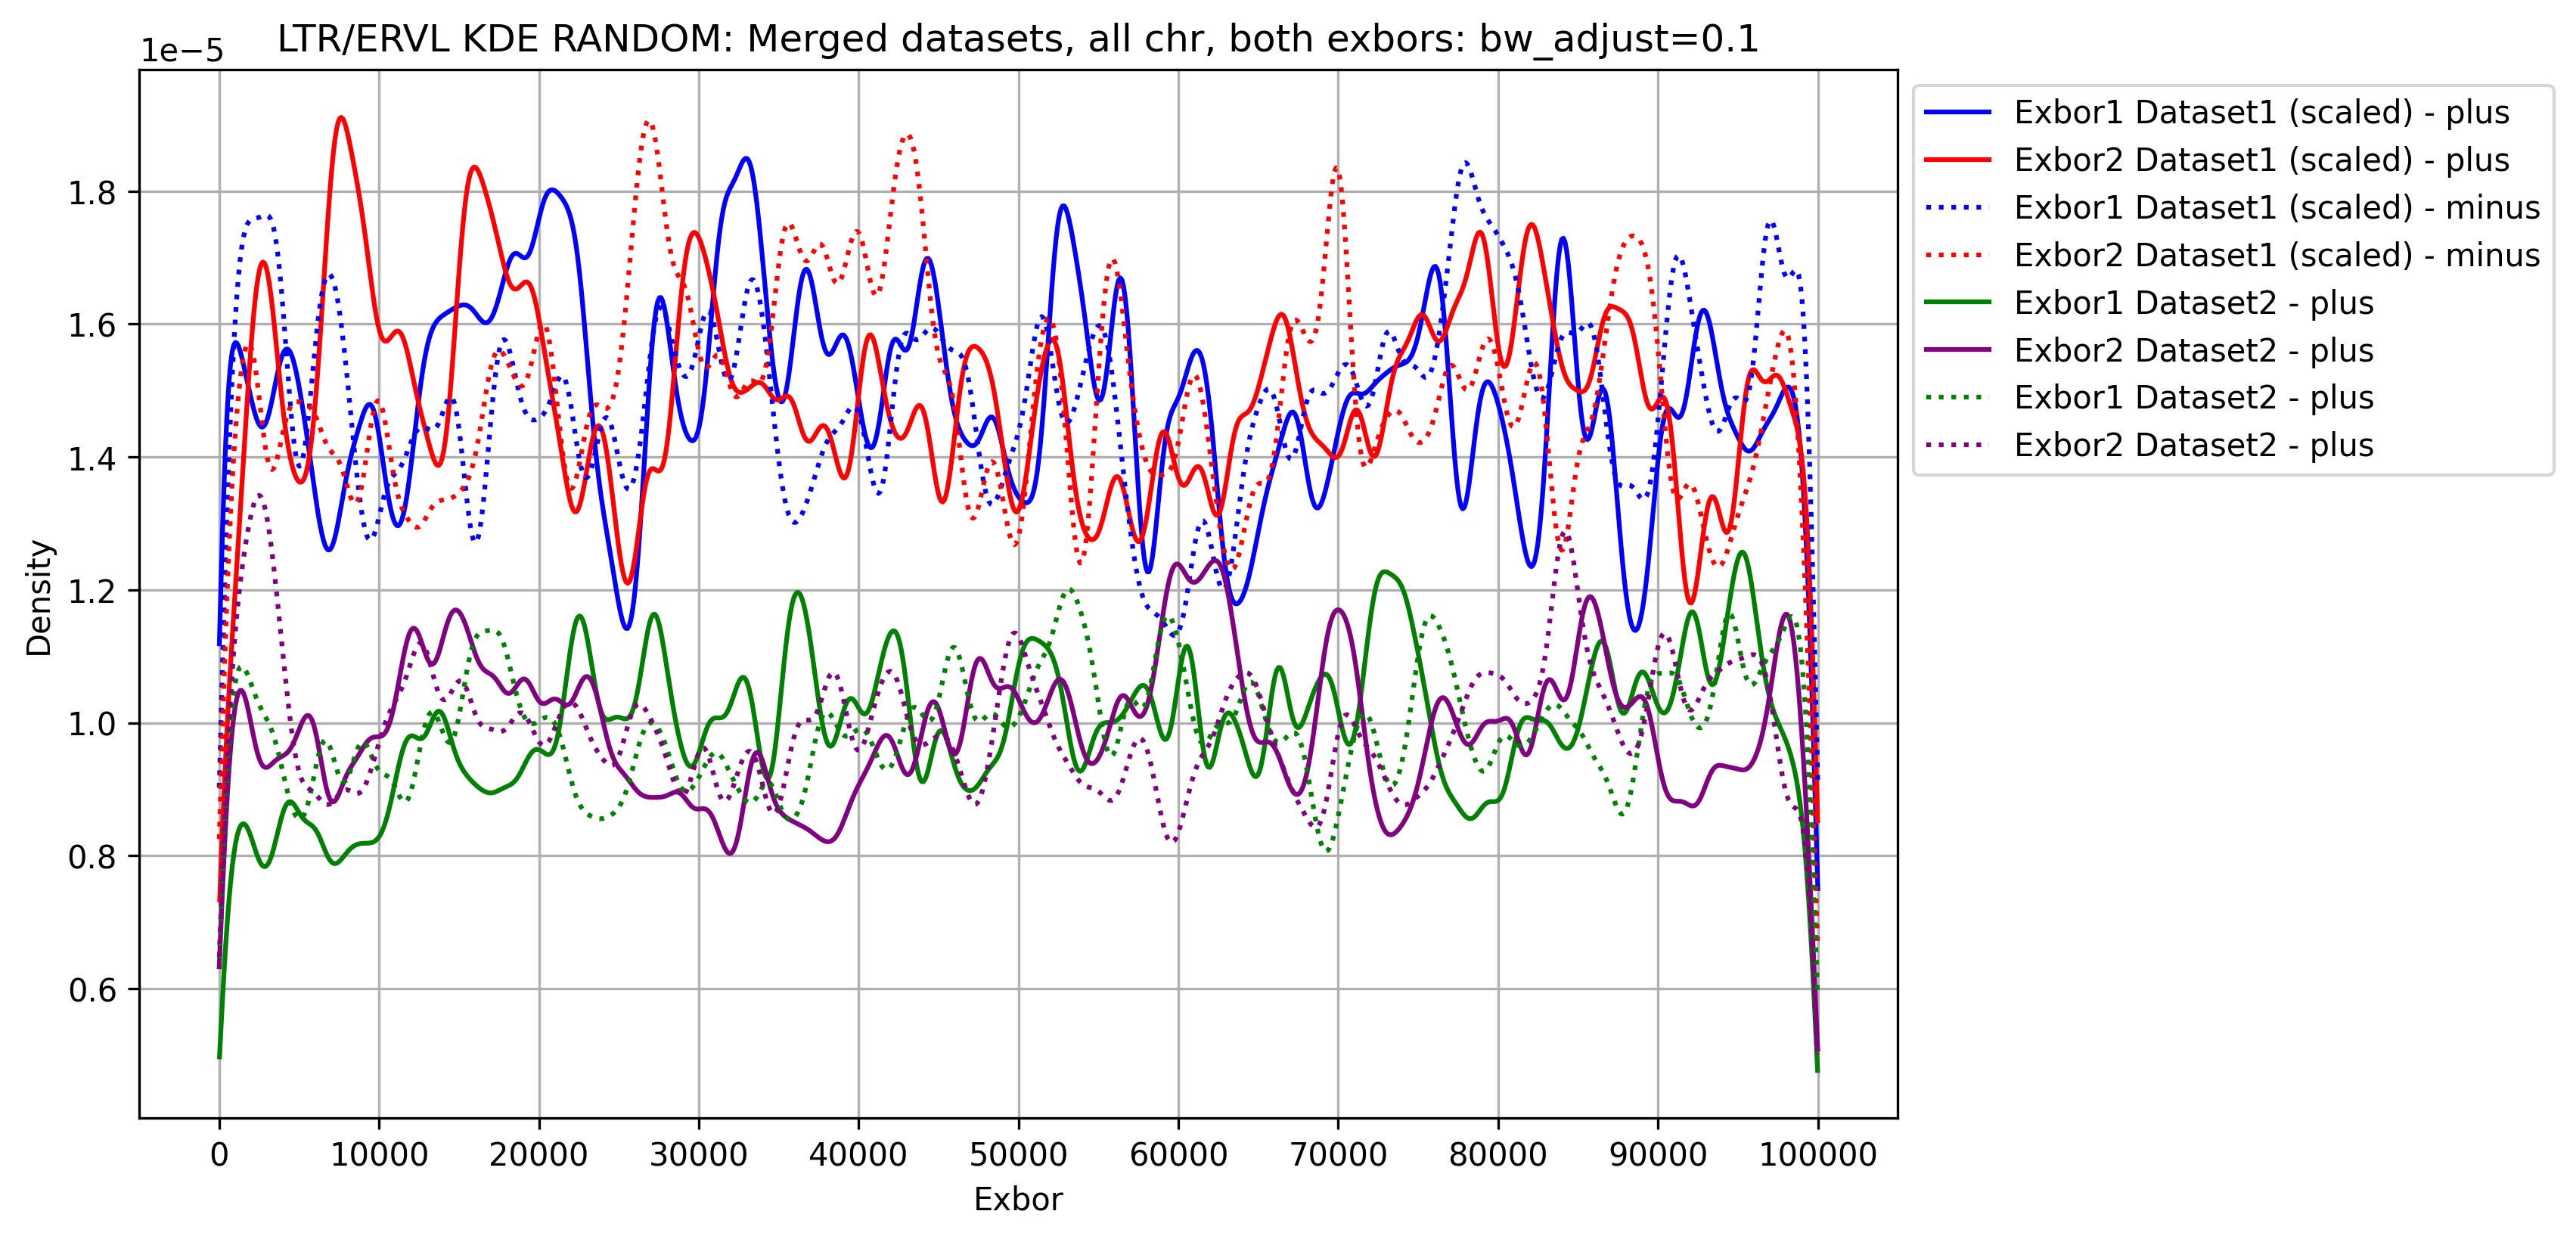 LTR/ERVL KDE RANDOM: Merged datasets, all chr, both exbors: bw_adjust=0.1
1e−5
Exbor1 Dataset1 (scaled) - plus
Exbor2 Dataset1 (scaled) - plus
Exbor1 Dataset1 (scaled) - minus
Exbor2 Dataset1 (scaled) - minus
Exbor1 Dataset2 - plus
Exbor2 Dataset2 - plus
Exbor1 Dataset2 - plus
Exbor2 Dataset2 - plus
1.8
1.6
1.4
1.2
1.0
0.8
0.6
Density
0 10000 20000 30000 40000 50000 60000 70000 80000 90000 100000
Exbor